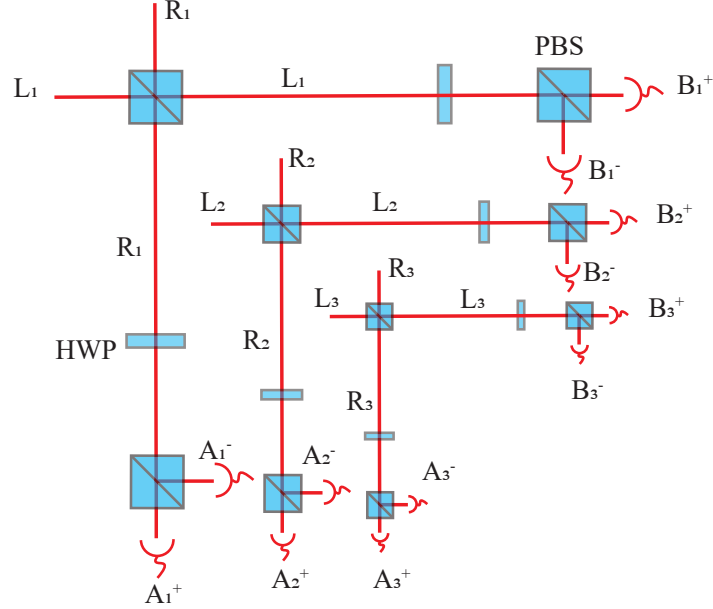 R₁
PBS
L₁
L₁
B₁⁺
R₂
B₁⁻
L₂
L₂
B₂⁺
R₁
R₃
B₂⁻
L₃
L₃
B₃⁺
HWP
R₂
B₃⁻
R₃
A₁⁻
A₂⁻
A₃⁻
A₁⁺
A₂⁺
A₃⁺